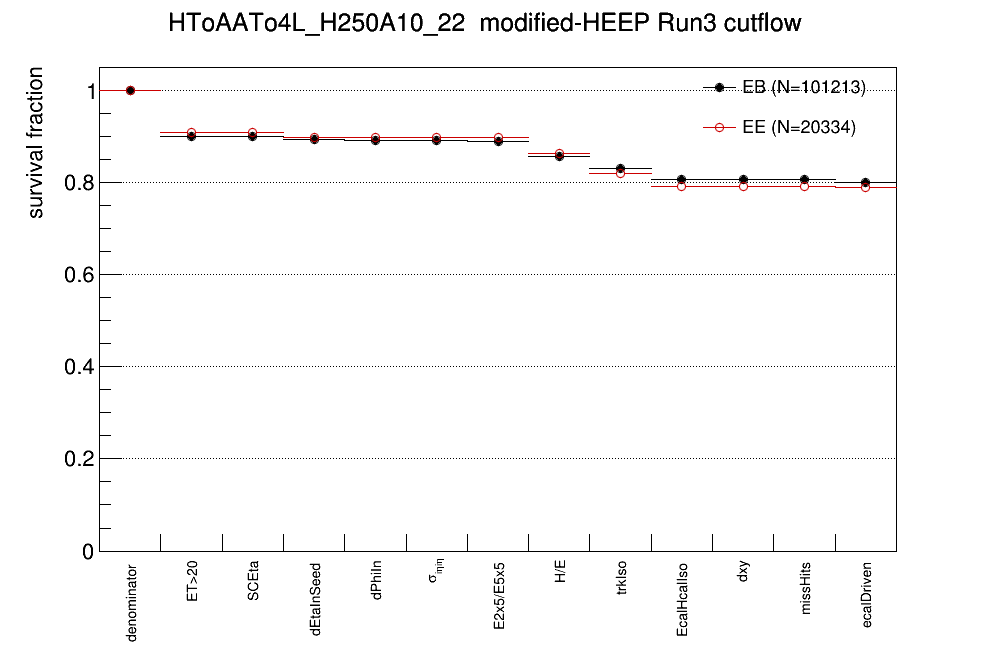 HToAATo4L_H250A10_22 modified-HEEP Run3 cutflow
survival fraction
EB (N=101213)
EE (N=20334)
1
0.8
0.6
0.4
0.2
0
denominator
ET>20
SCEta
dEtaInSeed
dPhiIn
σiηiη
E2x5/E5x5
H/E
trkIso
EcalHcalIso
dxy
missHits
ecalDriven